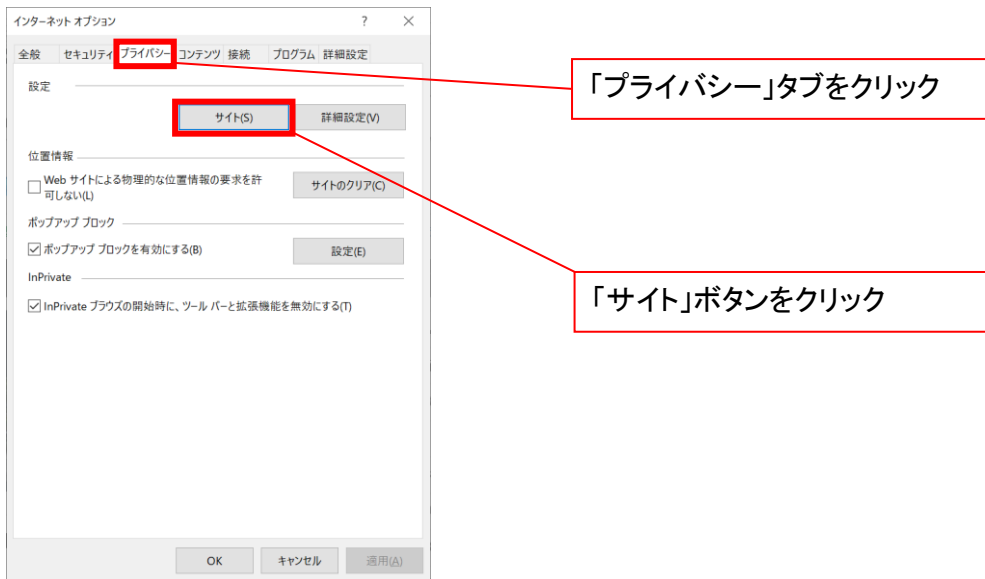 インターネット オプション ? ×
全般 セキュリティ プライバシー コンテンツ 接続 プログラム 詳細設定
「プライバシー」タブをクリック
設定
サイト(S) 詳細設定(V)
位置情報
Web サイトによる物理的な位置情報の要求を許
可しない(L)
サイトのクリア(C)
ポップアップ ブロック
ポップアップ ブロックを有効にする(B) 設定(E)
InPrivate
「サイト」ボタンをクリック
InPrivate ブラウズの開始時に、ツール バーと拡張機能を無効にする(T)
OK キャンセル 適用(A)